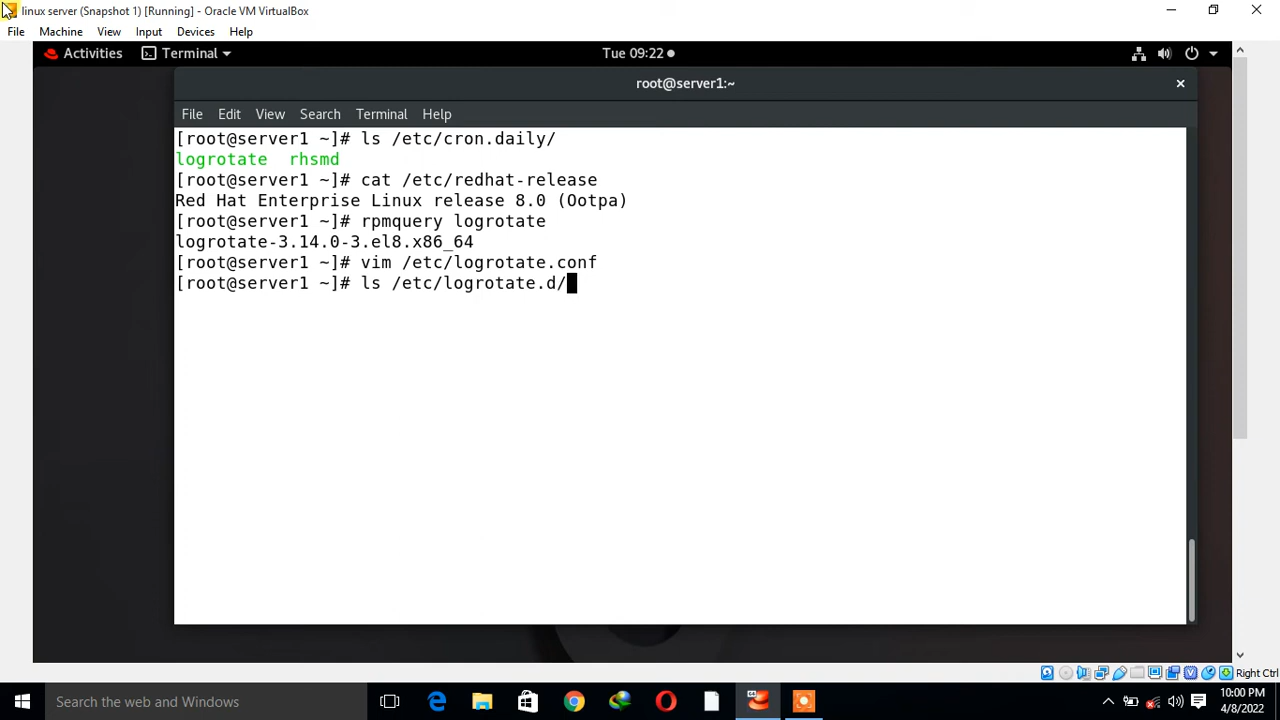 linux server (Snapshot 1) [Running] - Oracle VM VirtualBox
File Machine View Input Devices Help
Activities Terminal Tue 09:22
root@server1:~
File Edit View Search Terminal Help
[root@server1 ~]# ls /etc/cron.daily/
logrotate rhsmd
[root@server1 ~]# cat /etc/redhat-release
Red Hat Enterprise Linux release 8.0 (Ootpa)
[root@server1 ~]# rpmquery logrotate
logrotate-3.14.0-3.el8.x86_64
[root@server1 ~]# vim /etc/logrotate.conf
[root@server1 ~]# ls /etc/logrotate.d/
Right Ctrl
Search the web and Windows
10:00 PM
4/8/2022